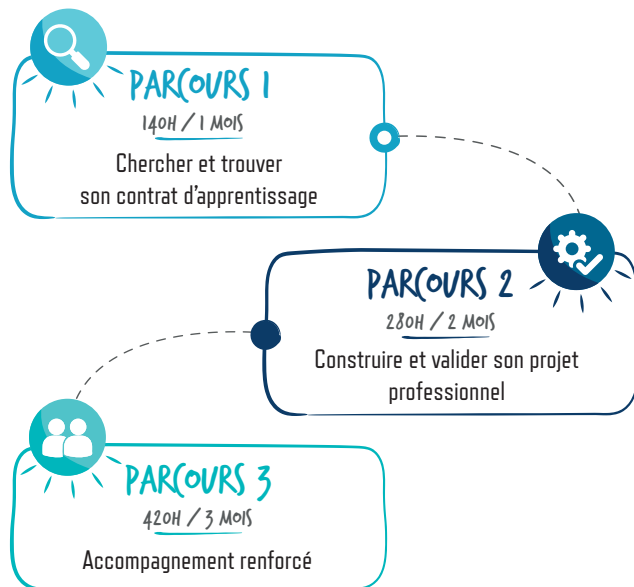 PARCOURS 1
140H / 1 MOIS
Chercher et trouver
son contrat d'apprentissage
PARCOURS 2
280H / 2 MOIS
Construire et valider son projet
professionnel
PARCOURS 3
420H / 3 MOIS
Accompagnement renforcé